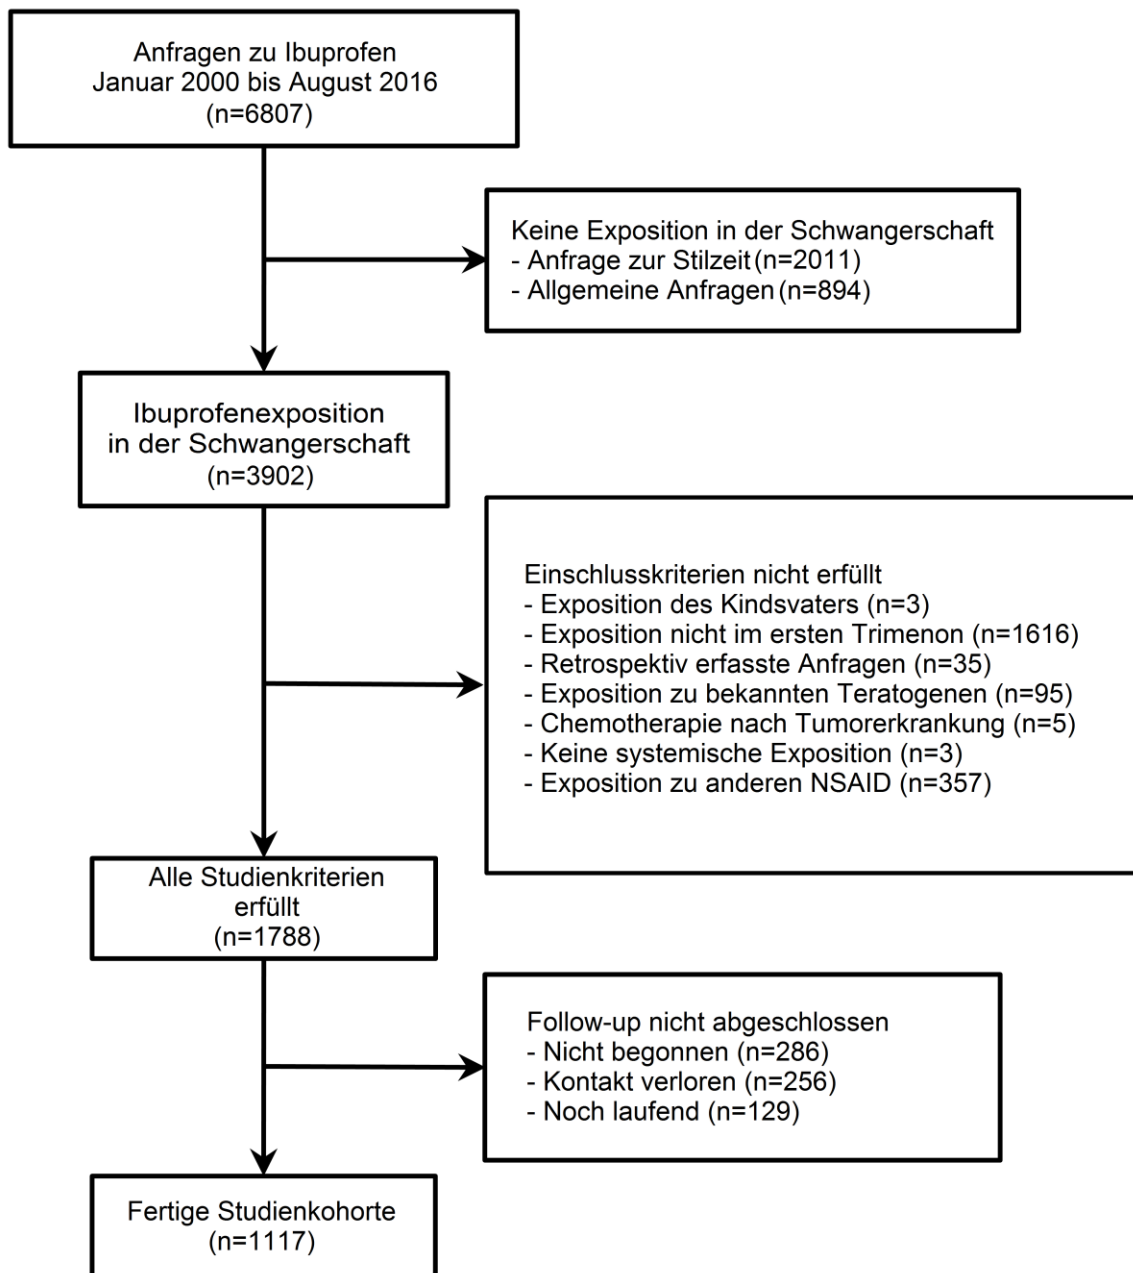 Anfragen zu Ibuprofen
Januar 2000 bis August 2016
(n=6807)
Keine Exposition in der Schwangerschaft
- Anfrage zur Stilzeit (n=2011)
- Allgemeine Anfragen (n=894)
Ibuprofenexposition
in der Schwangerschaft
(n=3902)
Einschlusskriterien nicht erfüllt
- Exposition des Kindsvaters (n=3)
- Exposition nicht im ersten Trimenon (n=1616)
- Retrospektiv erfasste Anfragen (n=35)
- Exposition zu bekannten Teratogenen (n=95)
- Chemotherapie nach Tumorerkrankung (n=5)
- Keine systemische Exposition (n=3)
- Exposition zu anderen NSAID (n=357)
Alle Studienkriterien
erfüllt
(n=1788)
Follow-up nicht abgeschlossen
- Nicht begonnen (n=286)
- Kontakt verloren (n=256)
- Noch laufend (n=129)
Fertige Studienkohorte
(n=1117)